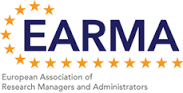 EARMA
European Association of
Research Managers and Administrators